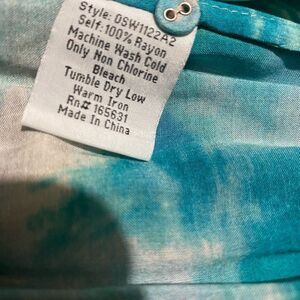 Style: OSW1122A2
Self:100% Rayon
Machine Wash Cold
Only Non Chlorine
Bleach
Tumble Dry Low
Warm Iron
Rn# 165631
Made In China